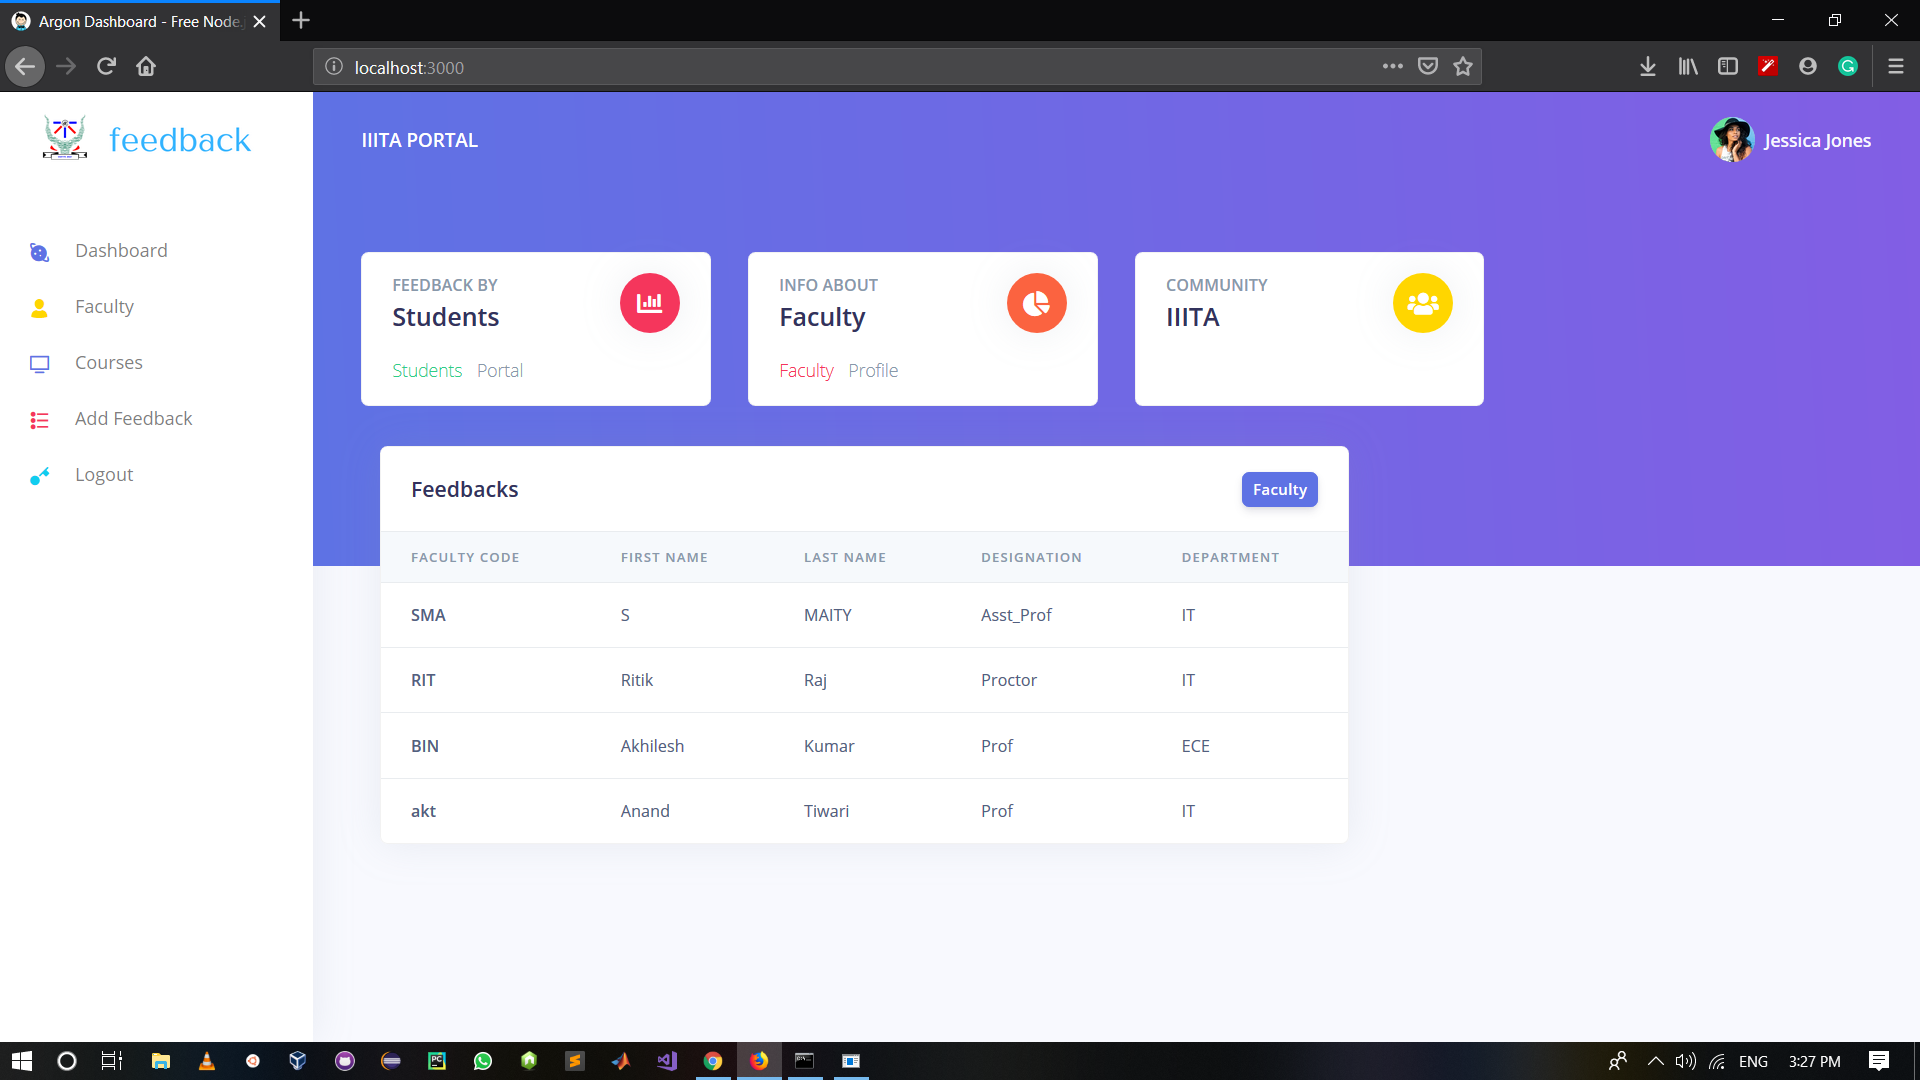 Argon Dashboard - Free Node.
localhost:3000
feedback
IIITA PORTAL
Jessica Jones
Dashboard
Faculty
Courses
Add Feedback
Logout
FEEDBACK BY
Students
Students Portal
INFO ABOUT
Faculty
Faculty Profile
COMMUNITY
IIITA
Feedbacks
Faculty
FACULTY CODE FIRST NAME LAST NAME DESIGNATION DEPARTMENT
SMA S MAITY Asst_Prof IT
RIT Ritik Raj Proctor IT
BIN Akhilesh Kumar Prof ECE
akt Anand Tiwari Prof IT
ENG 3:27 PM